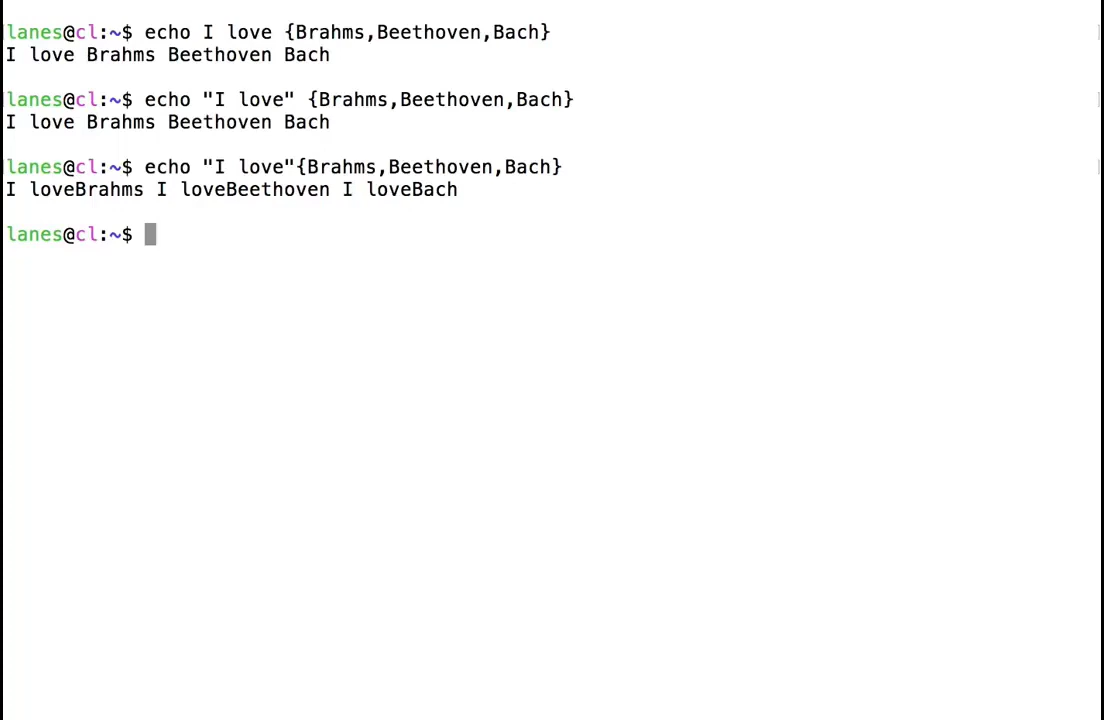 lanes@cl:~$ echo I love {Brahms,Beethoven,Bach}
I love Brahms Beethoven Bach
lanes@cl:~$ echo "I love" {Brahms,Beethoven,Bach}
I love Brahms Beethoven Bach
lanes@cl:~$ echo "I love"{Brahms,Beethoven,Bach}
I loveBrahms I loveBeethoven I loveBach
lanes@cl:~$